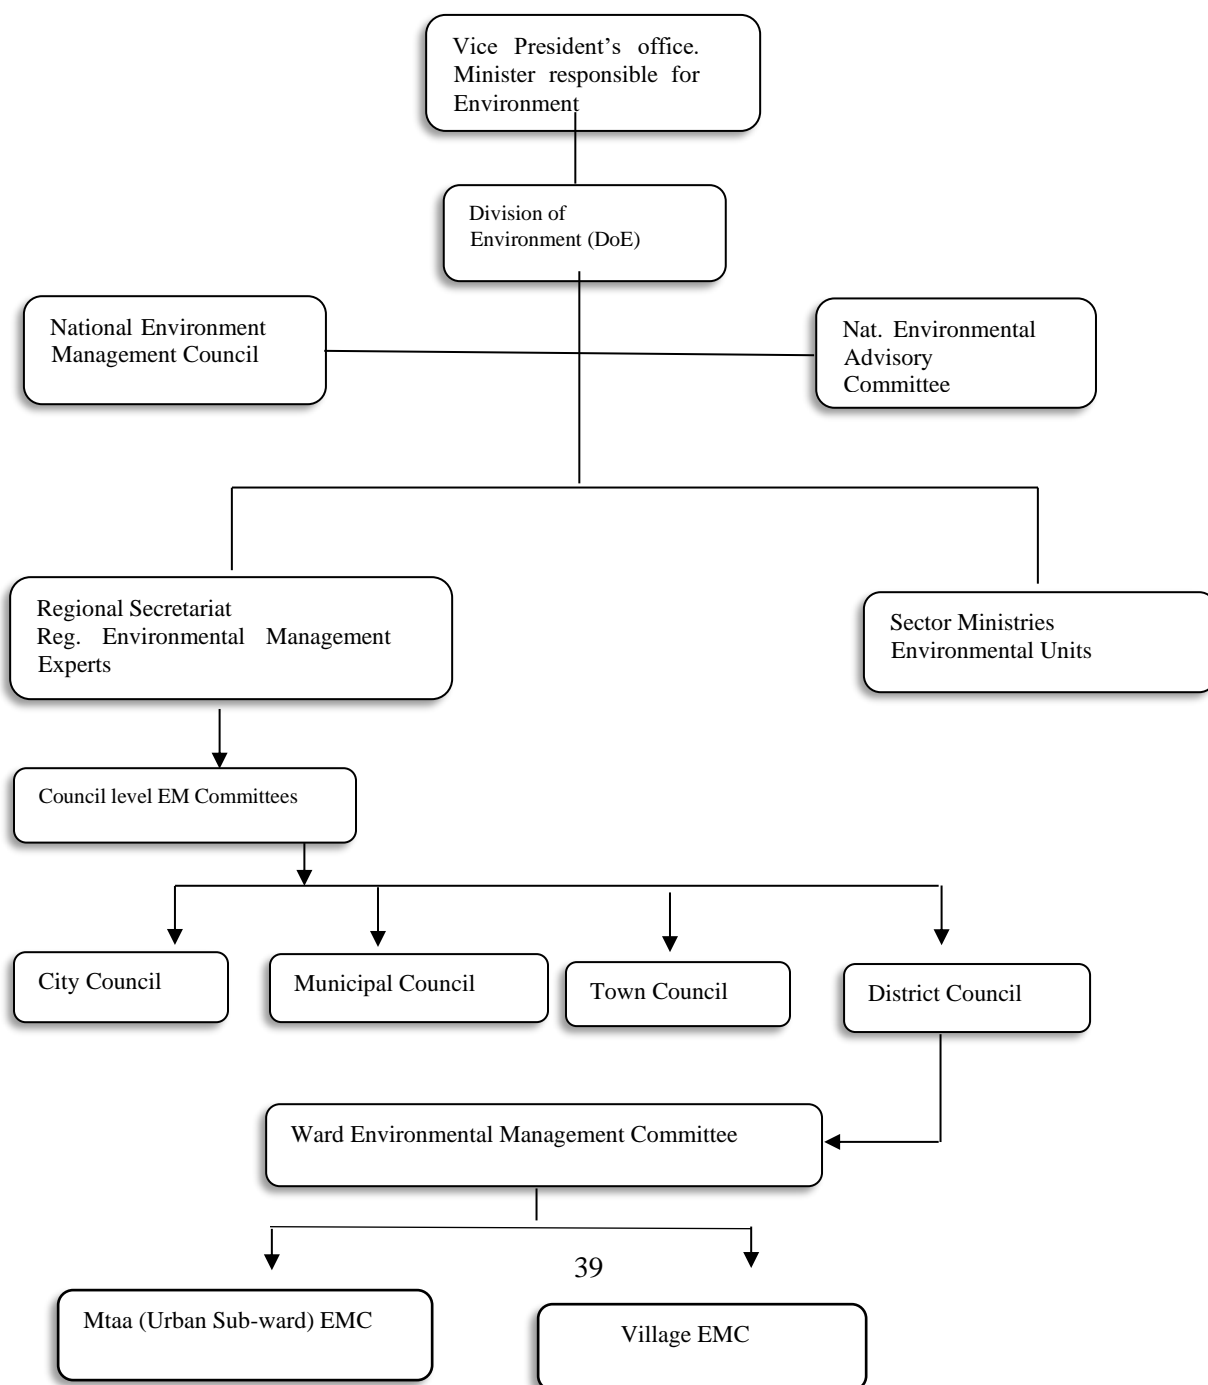 Vice President’s office.
Minister responsible for
Environment
Division of
Environment (DoE)
National Environment
Management Council
Nat. Environmental
Advisory
Committee
Regional Secretariat
Reg. Environmental Management
Experts
Sector Ministries
Environmental Units
Council level EM Committees
City Council
Municipal Council
Town Council
District Council
Ward Environmental Management Committee
39
Mtaa (Urban Sub-ward) EMC
Village EMC